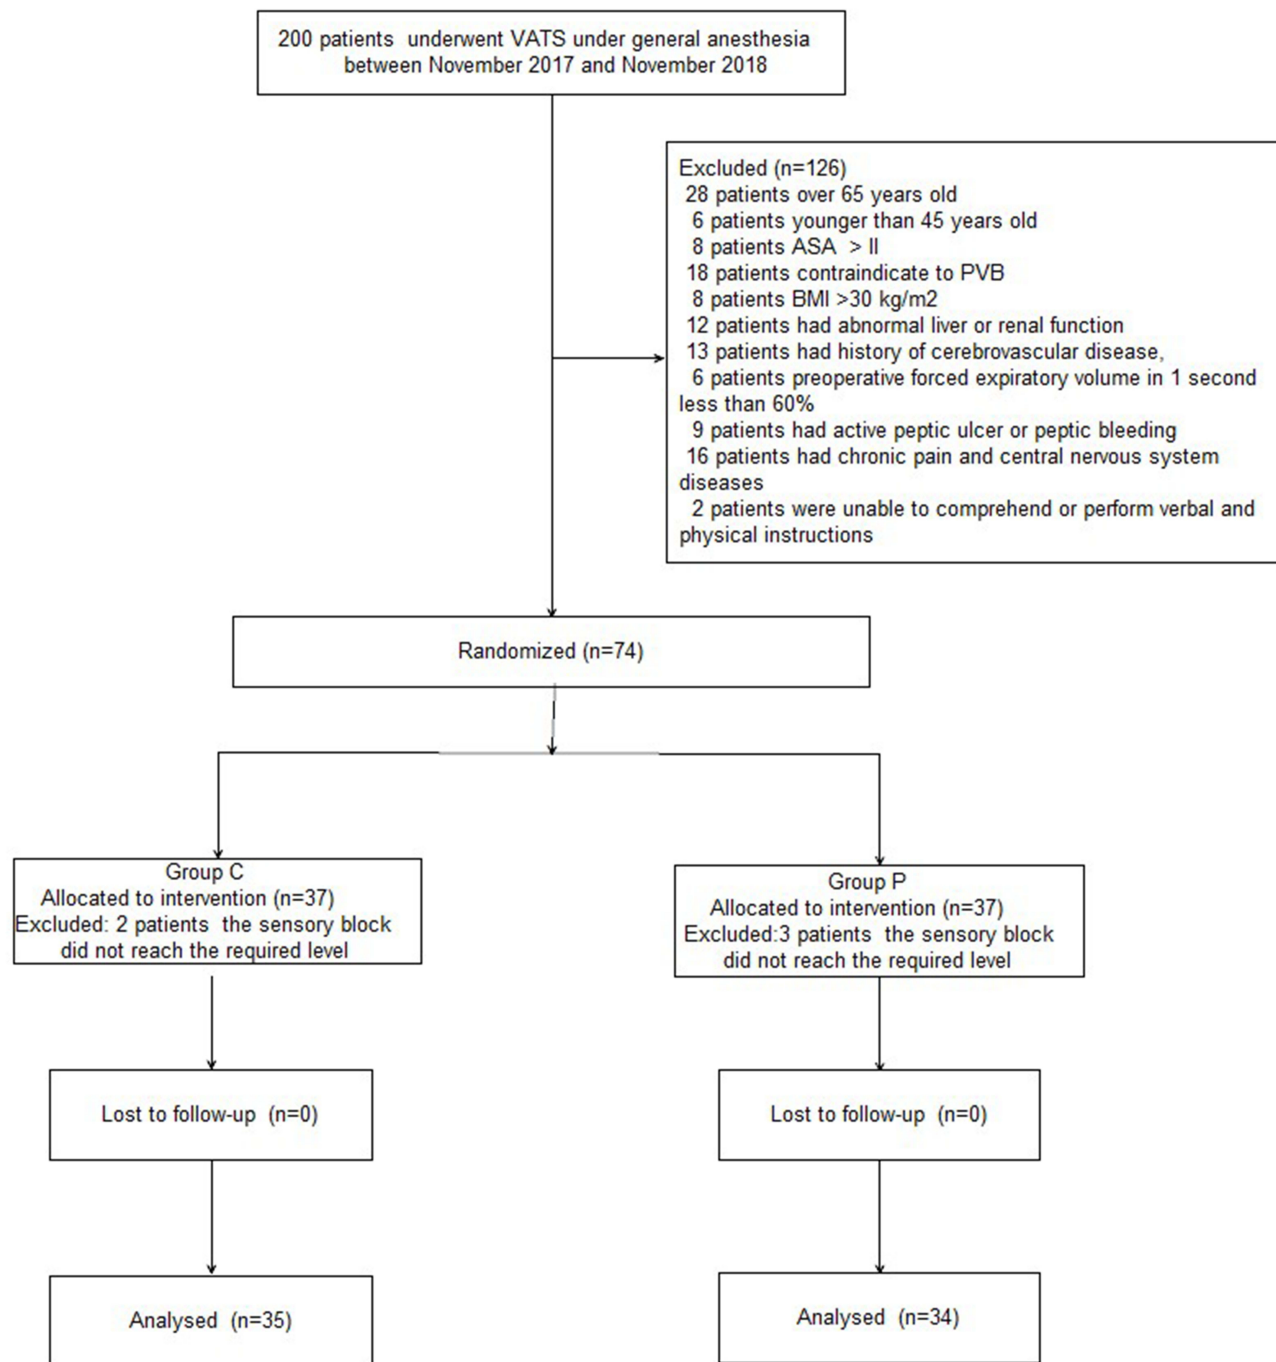 200 patients underwent VATS under general anesthesia
between November 2017 and November 2018
Excluded (n=126)
28 patients over 65 years old
6 patients younger than 45 years old
8 patients ASA > II
18 patients contraindicate to PVB
8 patients BMI >30 kg/m2
12 patients had abnormal liver or renal function
13 patients had history of cerebrovascular disease,
6 patients preoperative forced expiratory volume in 1 second
less than 60%
9 patients had active peptic ulcer or peptic bleeding
16 patients had chronic pain and central nervous system
diseases
2 patients were unable to comprehend or perform verbal and
physical instructions
Randomized (n=74)
Group C
Allocated to intervention (n=37)
Excluded: 2 patients the sensory block
did not reach the required level
Group P
Allocated to intervention (n=37)
Excluded:3 patients the sensory block
did not reach the required level
Lost to follow-up (n=0)
Lost to follow-up (n=0)
Analysed (n=35)
Analysed (n=34)